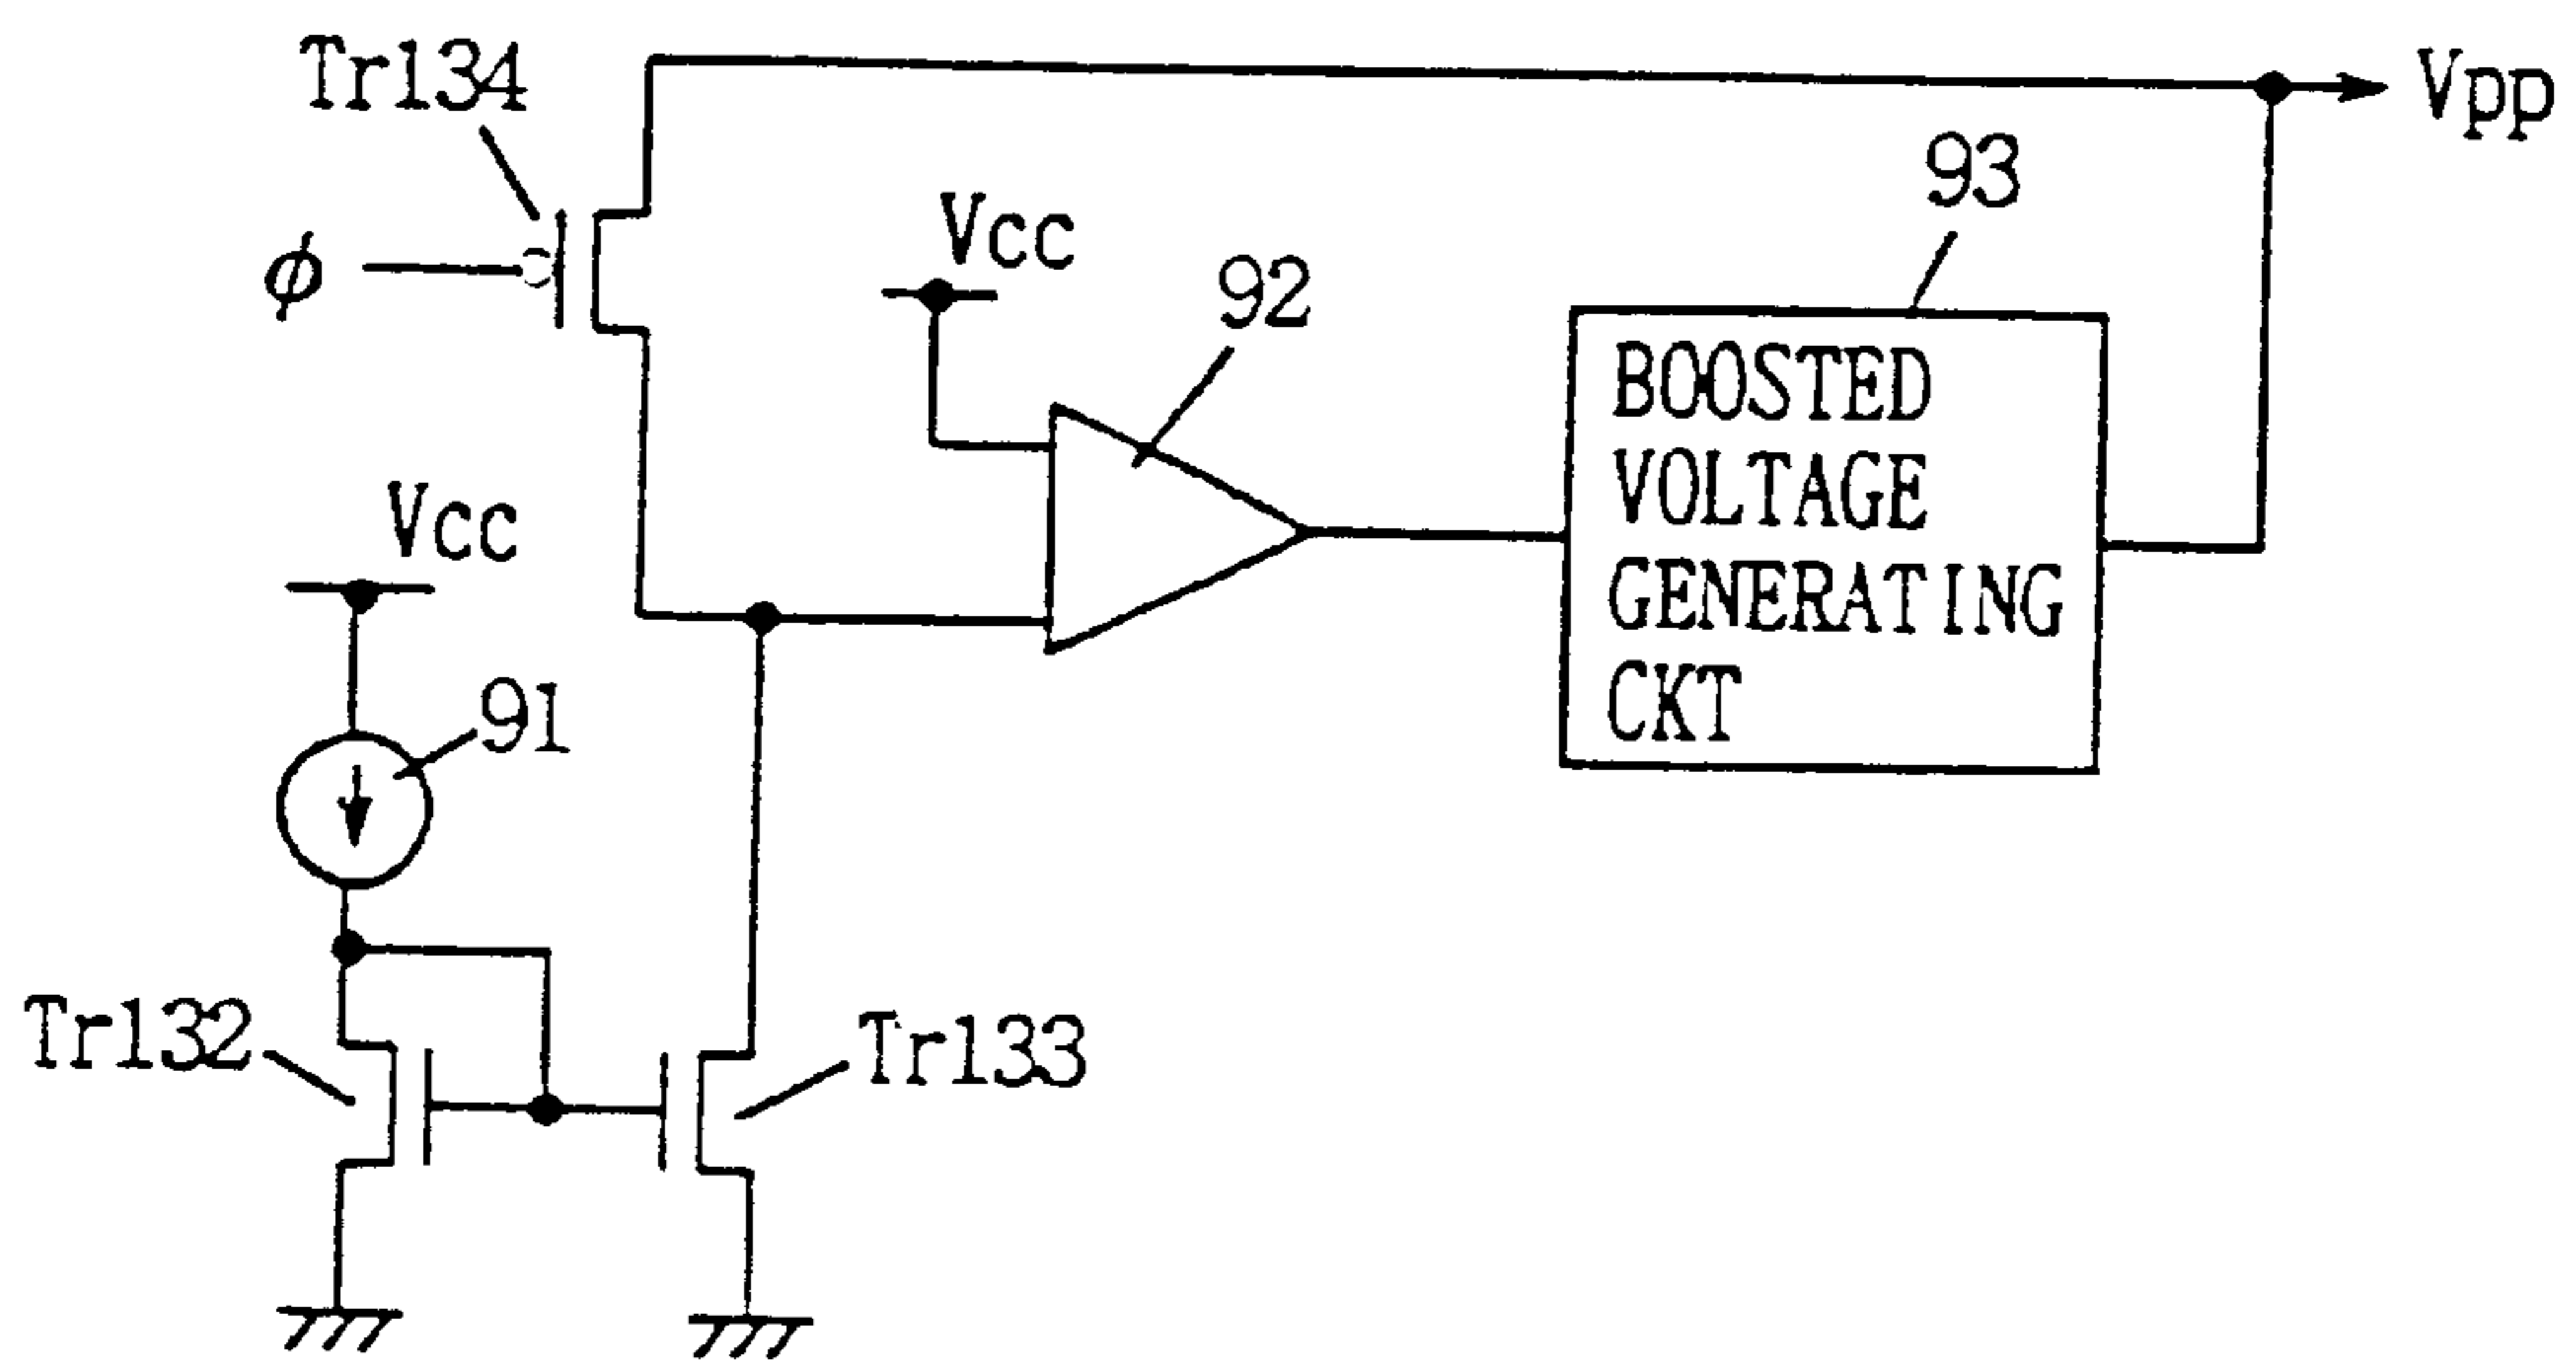 Tr134
Vpp
93
Vcc
92
ϕ
BOOSTED
VOLTAGE
GENERATING
CKT
Vcc
91
Tr132
Tr133